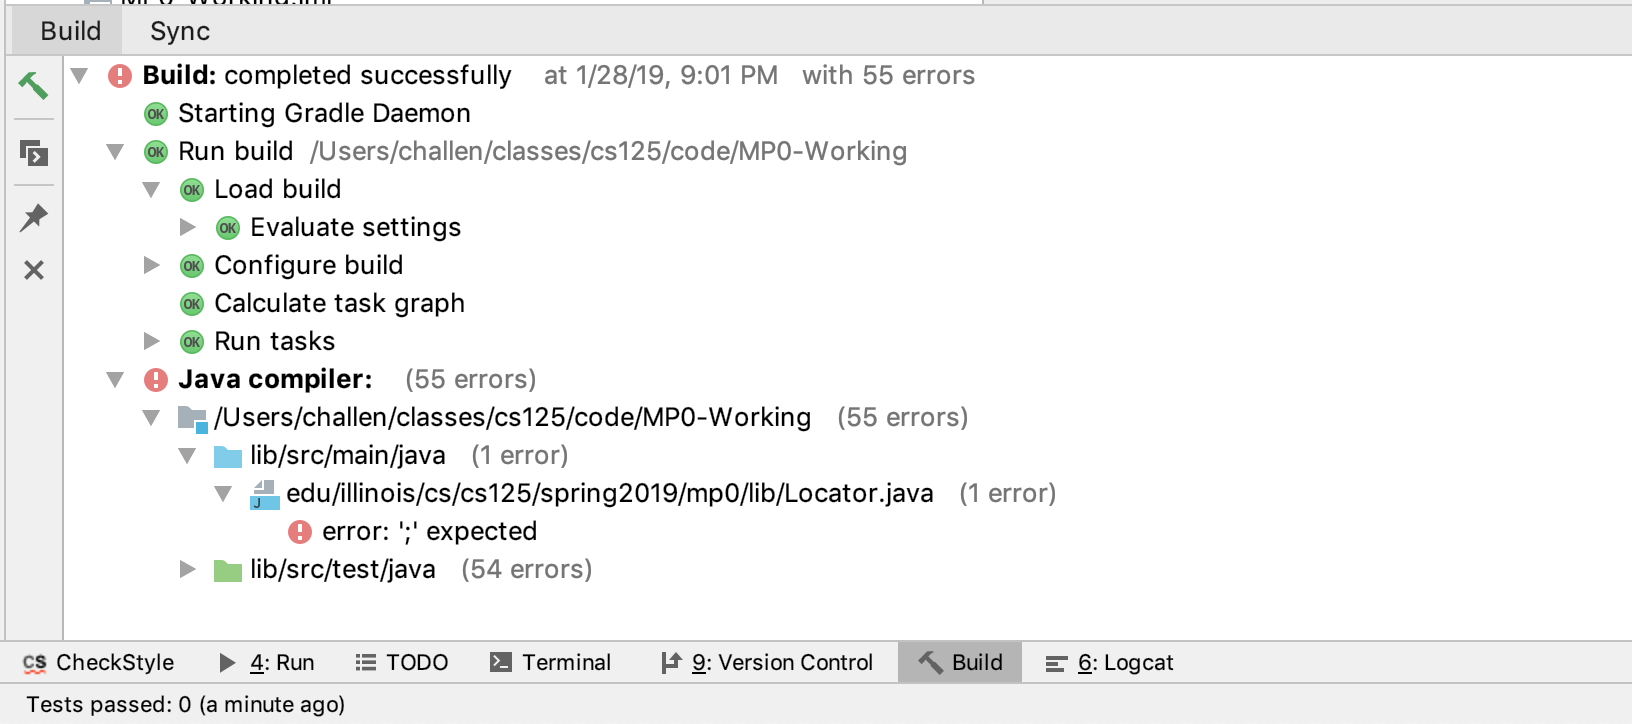 MP0-Working.iml
Build Sync
Build: completed successfully at 1/28/19, 9:01 PM with 55 errors
OK Starting Gradle Daemon
OK Run build /Users/challen/classes/cs125/code/MP0-Working
OK Load build
OK Evaluate settings
OK Configure build
OK Calculate task graph
OK Run tasks
Java compiler: (55 errors)
/Users/challen/classes/cs125/code/MP0-Working (55 errors)
lib/src/main/java (1 error)
J edu/illinois/cs/cs125/spring2019/mp0/lib/Locator.java (1 error)
error: ';' expected
lib/src/test/java (54 errors)
CS CheckStyle 4: Run TODO Terminal 9: Version Control Build 6: Logcat
Tests passed: 0 (a minute ago)